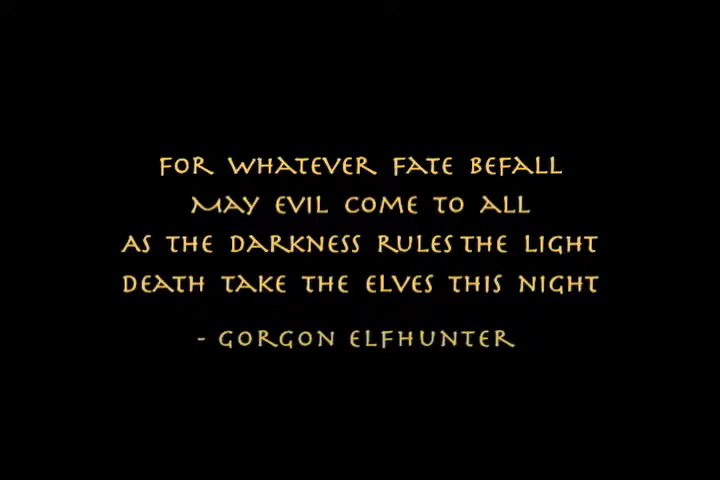 FOR WHATEVER FATE BEFALL
MAY EVIL COME TO ALL
AS THE DARKNESS RULES THE LIGHT
DEATH TAKE THE ELVES THIS NIGHT
- GORGON ELFHUNTER